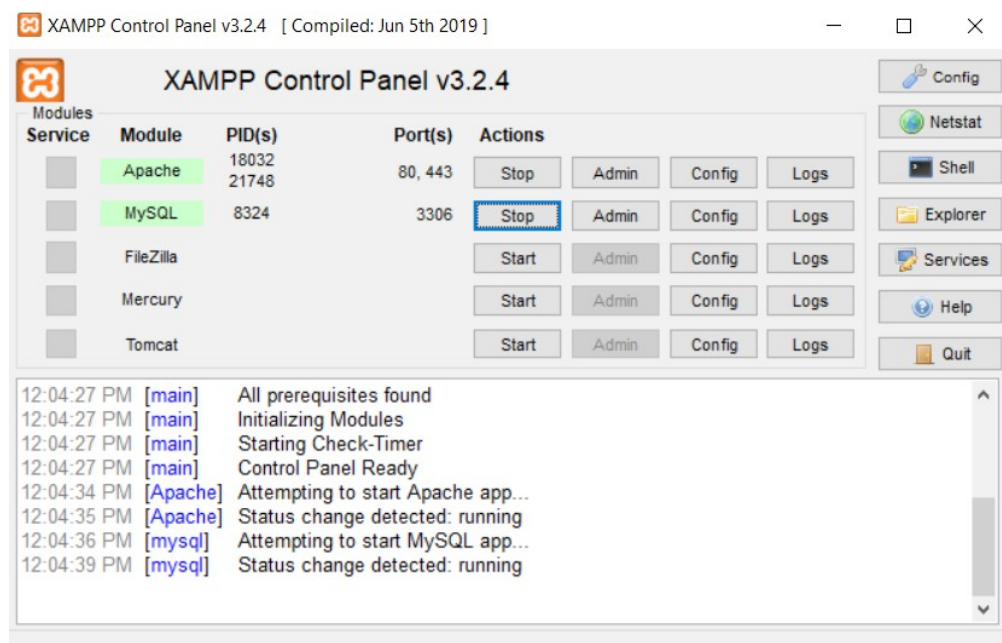 XAMPP Control Panel v3.2.4 [ Compiled: Jun 5th 2019 ]
XAMPP Control Panel v3.2.4
Config
Modules
Netstat
Service Module PID(s) Port(s) Actions
Apache 18032 21748 80, 443 Stop Admin Config Logs
Shell
MySQL 8324 3306 Stop Admin Config Logs
Explorer
FileZilla Start Admin Config Logs
Services
Mercury Start Admin Config Logs
Help
Tomcat Start Admin Config Logs
Quit
12:04:27 PM [main] All prerequisites found
12:04:27 PM [main] Initializing Modules
12:04:27 PM [main] Starting Check-Timer
12:04:27 PM [main] Control Panel Ready
12:04:34 PM [Apache] Attempting to start Apache app...
12:04:35 PM [Apache] Status change detected: running
12:04:36 PM [mysql] Attempting to start MySQL app...
12:04:39 PM [mysql] Status change detected: running